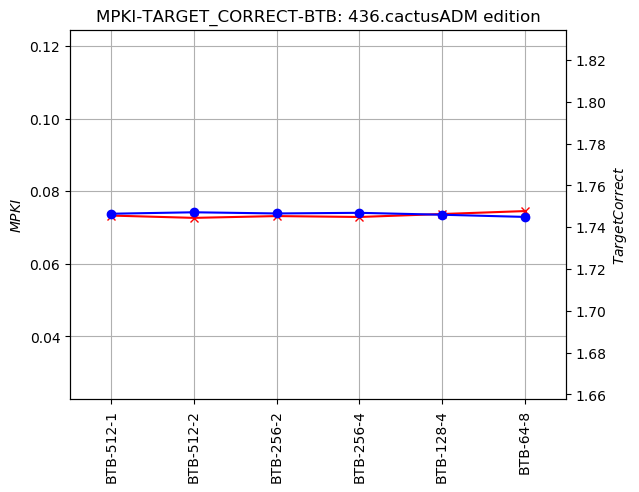 MPKI-TARGET_CORRECT-BTB: 436.cactusADM edition
0.12
0.10
0.08
0.06
0.04
MPKI
1.82
1.80
1.78
1.76
1.74
1.72
1.70
1.68
1.66
TargetCorrect
BTB-512-1
BTB-512-2
BTB-256-2
BTB-256-4
BTB-128-4
BTB-64-8